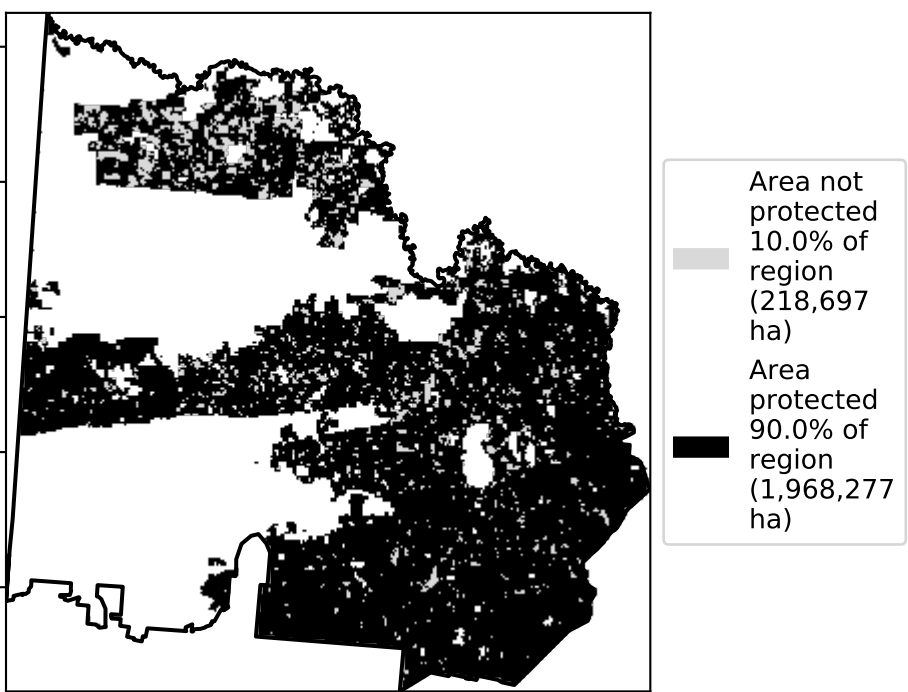 Area not
protected
10.0% of
region
(218,697
ha)
Area
protected
90.0% of
region
(1,968,277
ha)